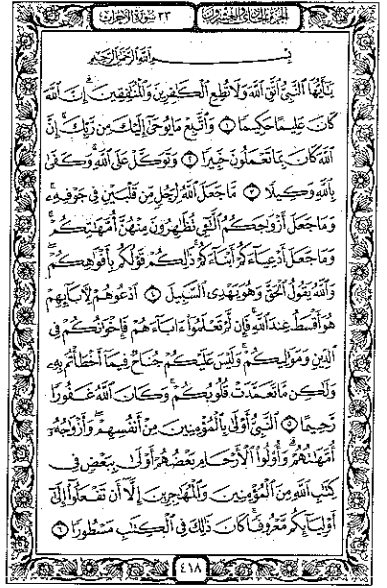 الجزء الحادي والعشرون
٣٣ سورة الأحزاب
بسم الله الرحمن الرحيم
يَٰٓأَيُّهَا ٱلنَّبِىُّ ٱتَّقِ ٱللَّهَ وَلَا تُطِعِ ٱلْكَٰفِرِينَ وَٱلْمُنَٰفِقِينَ إِنَّ ٱللَّهَ
كَانَ عَلِيمًا حَكِيمًا ١ وَٱتَّبِعْ مَا يُوحَىٰٓ إِلَيْكَ مِن رَّبِّكَ إِنَّ
ٱللَّهَ كَانَ بِمَا تَعْمَلُونَ خَبِيرًا ٢ وَتَوَكَّلْ عَلَى ٱللَّهِ وَكَفَىٰ
بِٱللَّهِ وَكِيلًا ٣ مَّا جَعَلَ ٱللَّهُ لِرَجُلٍ مِّن قَلْبَيْنِ فِى جَوْفِهِۦ
وَمَا جَعَلَ أَزْوَٰجَكُمُ ٱلَّٰٓـِٔى تُظَٰهِرُونَ مِنْهُنَّ أُمَّهَٰتِكُمْ
وَمَا جَعَلَ أَدْعِيَآءَكُمْ أَبْنَآءَكُمْ ذَٰلِكُمْ قَوْلُكُم بِأَفْوَٰهِكُمْ
وَٱللَّهُ يَقُولُ ٱلْحَقَّ وَهُوَ يَهْدِى ٱلسَّبِيلَ ٤ ٱدْعُوهُمْ لِءَابَآئِهِمْ
هُوَ أَقْسَطُ عِندَ ٱللَّهِ فَإِن لَّمْ تَعْلَمُوٓا۟ ءَابَآءَهُمْ فَإِخْوَٰنُكُمْ فِى
ٱلدِّينِ وَمَوَٰلِيكُمْ وَلَيْسَ عَلَيْكُمْ جُنَاحٌ فِيمَآ أَخْطَأْتُم بِهِۦ
وَلَٰكِن مَّا تَعَمَّدَتْ قُلُوبُكُمْ وَكَانَ ٱللَّهُ غَفُورًا
رَّحِيمًا ٥ ٱلنَّبِىُّ أَوْلَىٰ بِٱلْمُؤْمِنِينَ مِنْ أَنفُسِهِمْ وَأَزْوَٰجُهُۥٓ
أُمَّهَٰتُهُمْ وَأُو۟لُوا۟ ٱلْأَرْحَامِ بَعْضُهُمْ أَوْلَىٰ بِبَعْضٍ فِى
كِتَٰبِ ٱللَّهِ مِنَ ٱلْمُؤْمِنِينَ وَٱلْمُهَٰجِرِينَ إِلَّآ أَن تَفْعَلُوٓا۟ إِلَىٰٓ
أَوْلِيَآئِكُم مَّعْرُوفًا كَانَ ذَٰلِكَ فِى ٱلْكِتَٰبِ مَسْطُورًا ٦
٤١٨